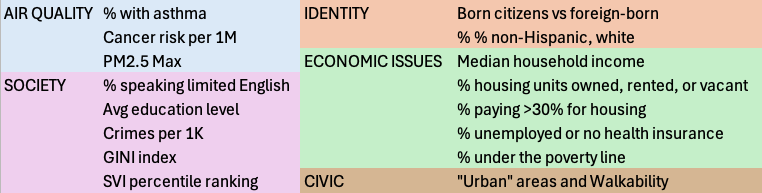 AIR QUALITY % with asthma
Cancer risk per 1M
PM2.5 Max
SOCIETY % speaking limited English
Avg education level
Crimes per 1K
GINI index
SVI percentile ranking
IDENTITY Born citizens vs foreign-born
% % non-Hispanic, white
ECONOMIC ISSUES Median household income
% housing units owned, rented, or vacant
% paying >30% for housing
% unemployed or no health insurance
% under the poverty line
CIVIC "Urban" areas and Walkability